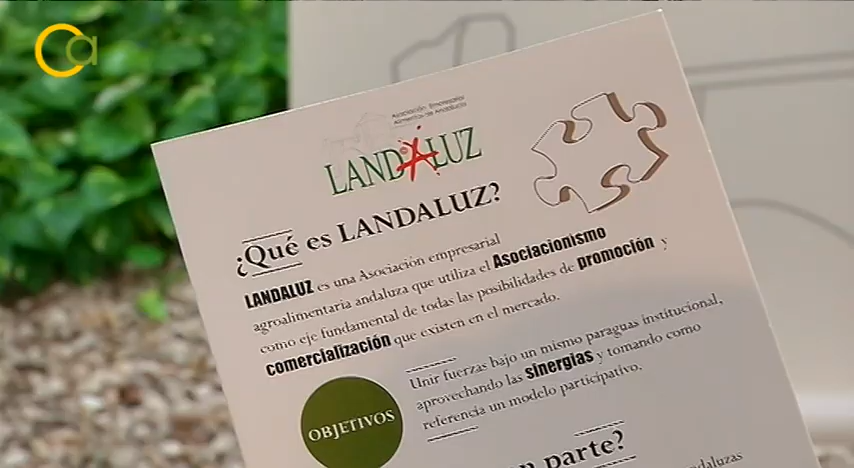 Ca
Asociación Empresarial
Alimentos de Andalucía
LANDALUZ
¿Qué es LANDALUZ?
LANDALUZ es una Asociación empresarial
agroalimentaria andaluza que utiliza el Asociacionismo
como eje fundamental de todas las posibilidades de promoción y
comercialización que existen en el mercado.
OBJETIVOS
Unir fuerzas bajo un mismo paraguas institucional,
aprovechando las sinergias y tomando como
referencia un modelo participativo.
parte?